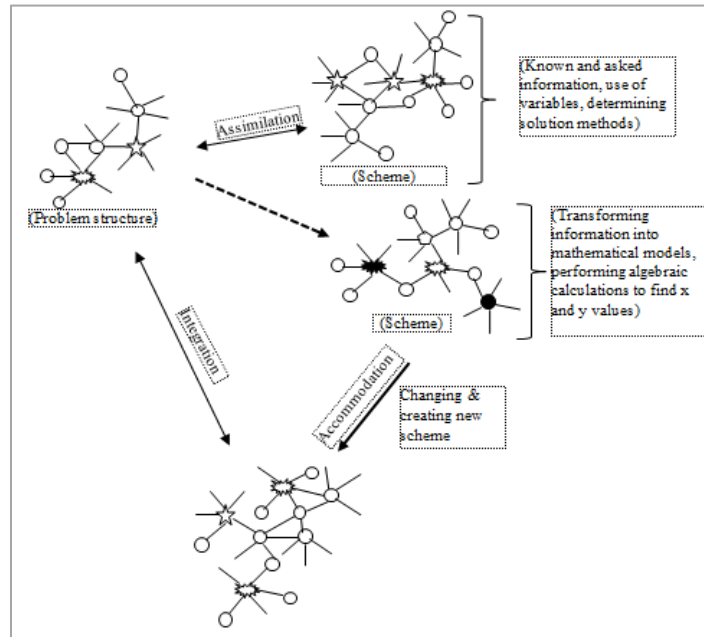 (Known and asked
information, use of
variables, determining
solution methods)
Assimilation
(Scheme)
(Problem structure)
(Transforming
information into
mathematical models,
performing algebraic
calculations to find x
and y values)
(Scheme)
Integration
Accommodation
Changing &
creating new
scheme